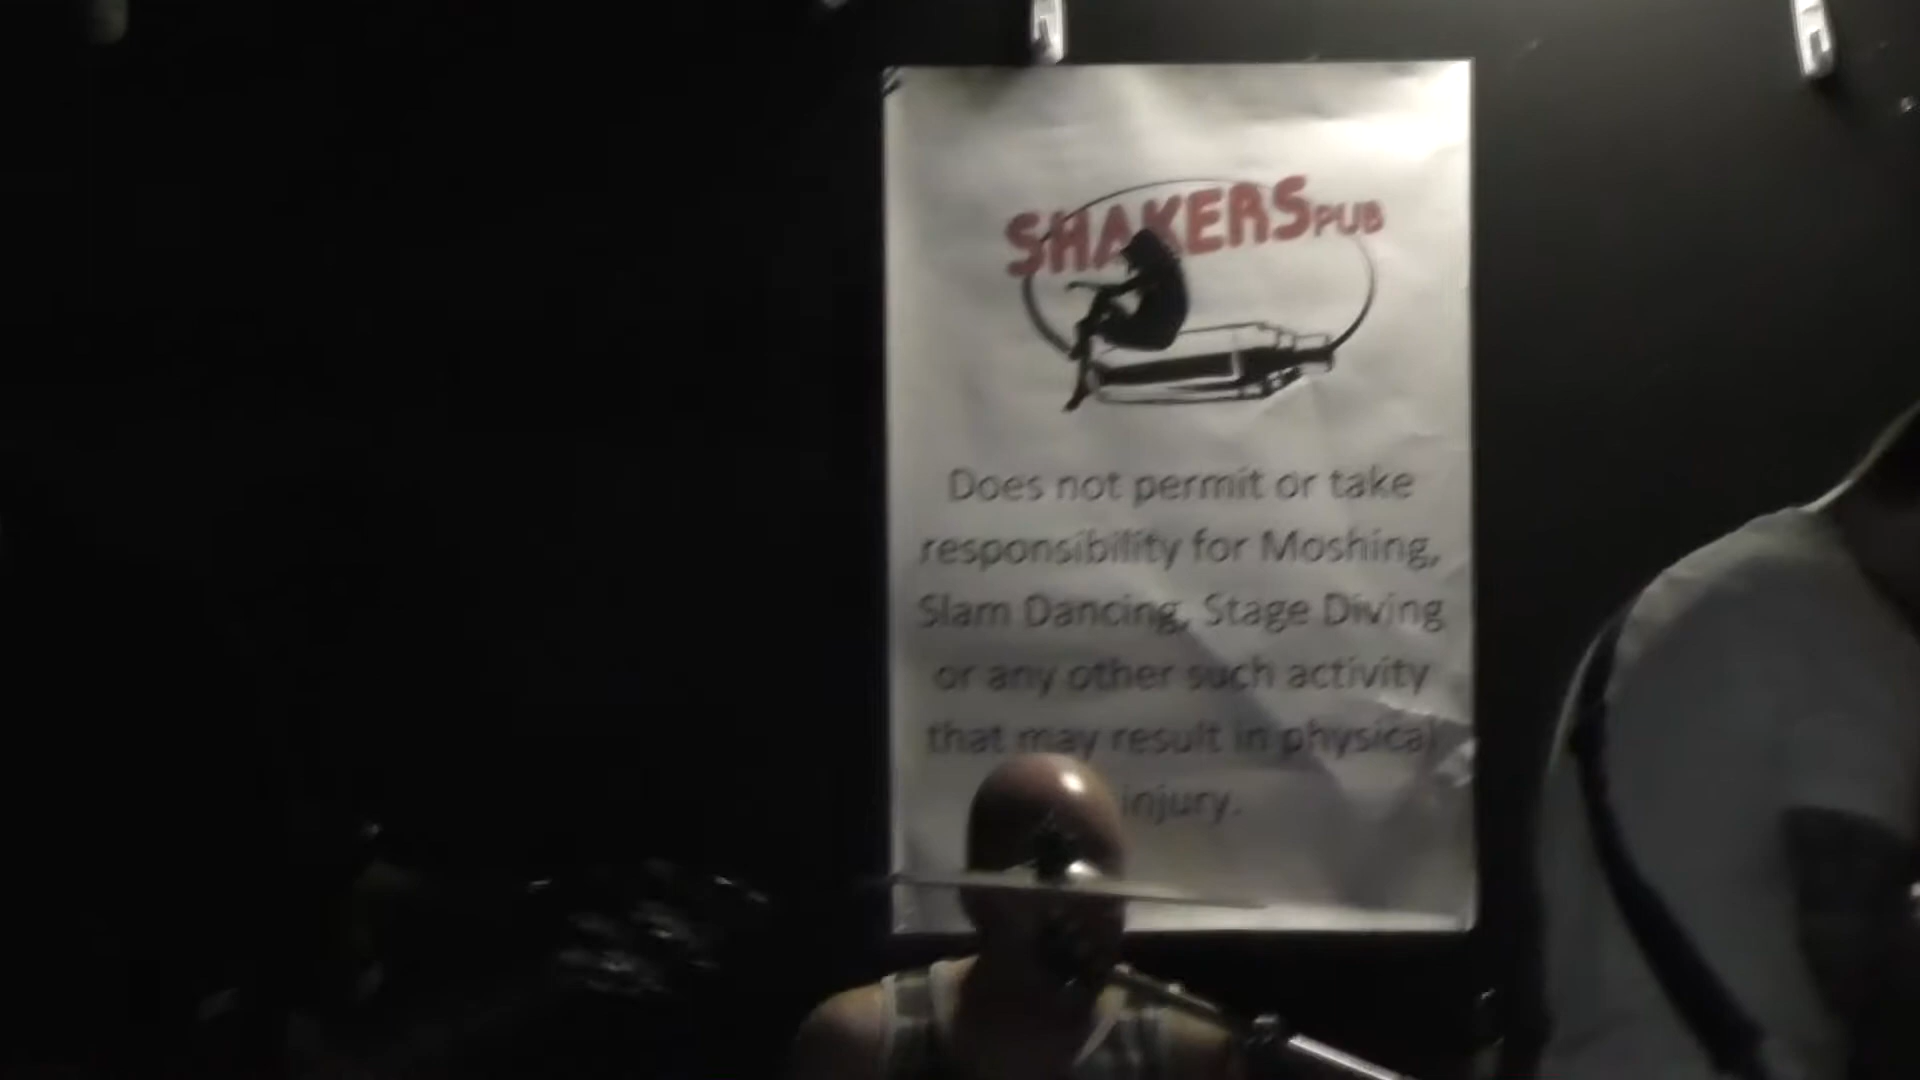 SHAKERS PUB
Does not permit or take
responsibility for Moshing,
Slam Dancing, Stage Diving
or any other such activity
that may result in physical
injury.